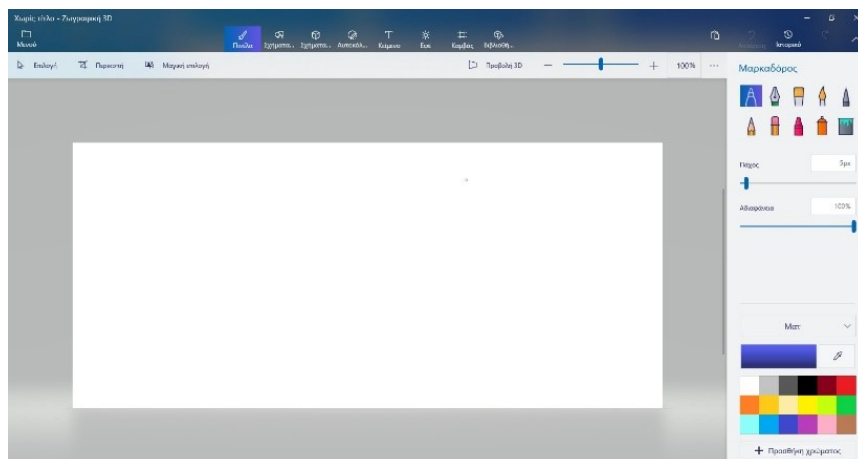 Χωρίς τίτλο - Ζωγραφική 3D
Μενού
Πινέλα Σχήματα... Σχήματα... Αυτοκόλ... Κείμενο Εφέ Καμβάς Βιβλιοθή... Ιστορικό
Επιλογή Περικοπή Μαγική επιλογή Προβολή 3D 100% ...
Μαρκαδόρος
Πάχος 5px
Αδιαφάνεια 100%
Ματ
Προσθήκη χρώματος